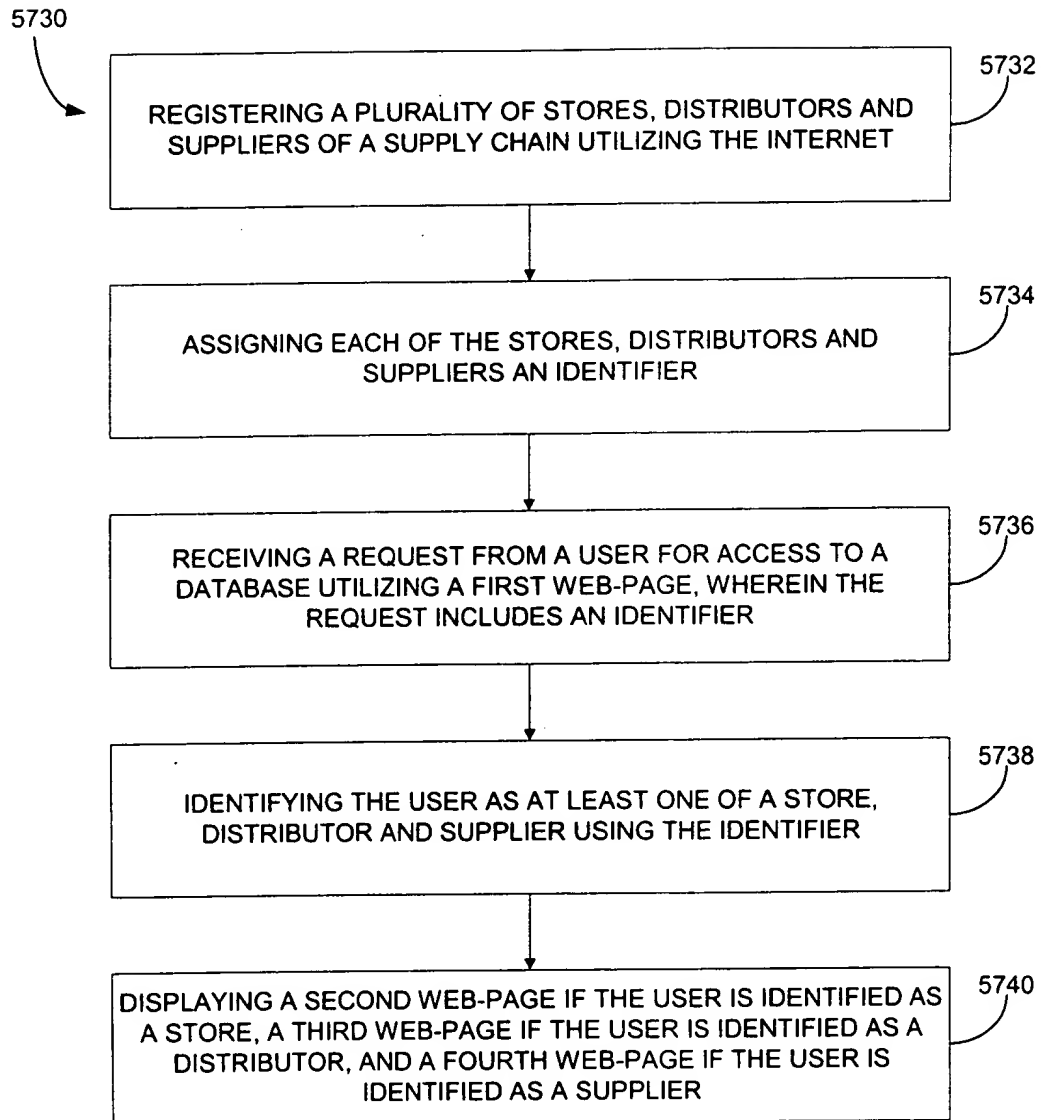 5730
5732
REGISTERING A PLURALITY OF STORES, DISTRIBUTORS AND
SUPPLIERS OF A SUPPLY CHAIN UTILIZING THE INTERNET
5734
ASSIGNING EACH OF THE STORES, DISTRIBUTORS AND
SUPPLIERS AN IDENTIFIER
5736
RECEIVING A REQUEST FROM A USER FOR ACCESS TO A
DATABASE UTILIZING A FIRST WEB-PAGE, WHEREIN THE
REQUEST INCLUDES AN IDENTIFIER
5738
IDENTIFYING THE USER AS AT LEAST ONE OF A STORE,
DISTRIBUTOR AND SUPPLIER USING THE IDENTIFIER
5740
DISPLAYING A SECOND WEB-PAGE IF THE USER IS IDENTIFIED AS
A STORE, A THIRD WEB-PAGE IF THE USER IS IDENTIFIED AS A
DISTRIBUTOR, AND A FOURTH WEB-PAGE IF THE USER IS
IDENTIFIED AS A SUPPLIER